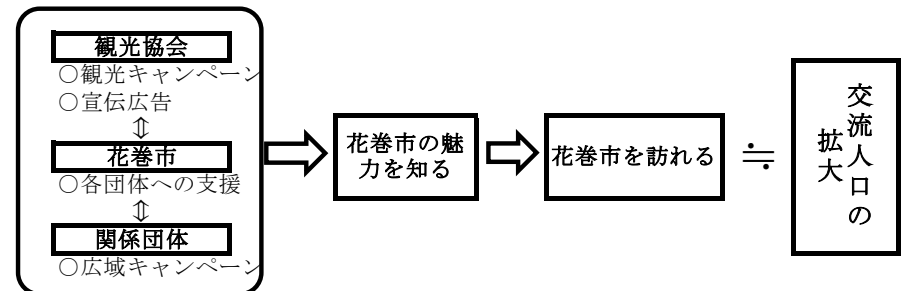 観光協会
○観光キャンペーン
○宣伝広告
⇕
花巻市
○各団体への支援
⇕
関係団体
○広域キャンペーン
花巻市の魅
力を知る
花巻市を訪れる
≒
交流人口の
拡大